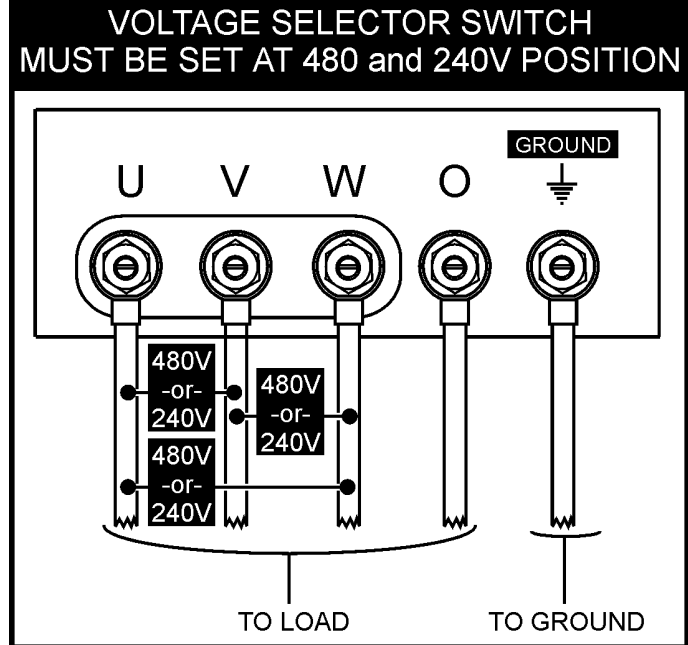 VOLTAGE SELECTOR SWITCH
MUST BE SET AT 480 and 240V POSITION
GROUND
U V W O
480V
-or-
240V
480V
-or-
240V
480V
-or-
240V
TO LOAD TO GROUND